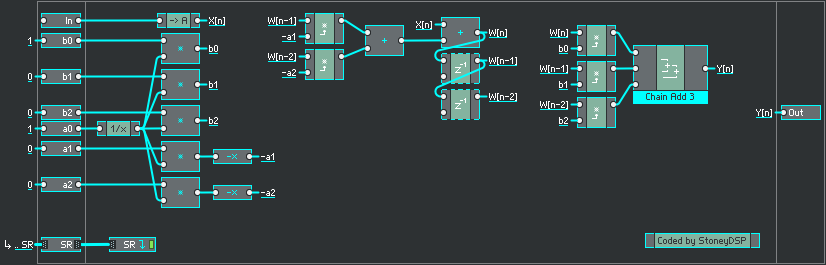 In -> A X[n]
1 b0 * b0
0 b1 * b1
0 b2 * b2
1 a0 1/x
0 a1 * -x -a1
0 a2 * -x -a2
.. SR SR SR
W[n-1] -a1 *
W[n-2] -a2 *
+
X[n] + W[n]
Z-1 W[n-1]
Z-1 W[n-2]
W[n] b0 *
W[n-1] b1 *
W[n-2] b2 *
Y[n]
Chain Add 3
Y[n] Out
Coded by StoneyDSP